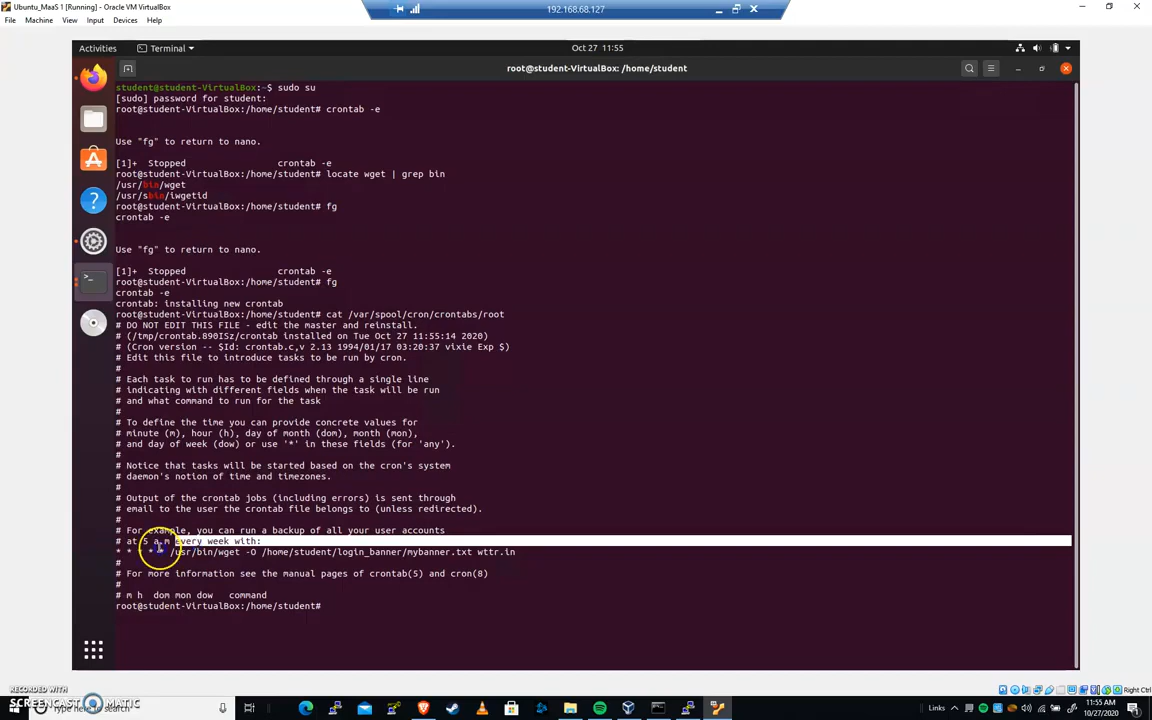 Ubuntu_MaaS 1 [Running] - Oracle VM VirtualBox
192.168.68.127
File Machine View Input Devices Help
Activities Terminal Oct 27 11:55
root@student-VirtualBox: /home/student
student@student-VirtualBox:~$ sudo su
[sudo] password for student:
root@student-VirtualBox:/home/student# crontab -e
Use "fg" to return to nano.
[1]+ Stopped crontab -e
root@student-VirtualBox:/home/student# locate wget | grep bin
/usr/bin/wget
/usr/sbin/iwgetid
root@student-VirtualBox:/home/student# fg
crontab -e
Use "fg" to return to nano.
[1]+ Stopped crontab -e
root@student-VirtualBox:/home/student# fg
crontab -e
crontab: installing new crontab
root@student-VirtualBox:/home/student# cat /var/spool/cron/crontabs/root
# DO NOT EDIT THIS FILE - edit the master and reinstall.
# (/tmp/crontab.890ISz/crontab installed on Tue Oct 27 11:55:14 2020)
# (Cron version -- $Id: crontab.c,v 2.13 1994/01/17 03:20:37 vixie Exp $)
# Edit this file to introduce tasks to be run by cron.
#
# Each task to run has to be defined through a single line
# indicating with different fields when the task will be run
# and what command to run for the task
#
# To define the time you can provide concrete values for
# minute (m), hour (h), day of month (dom), month (mon),
# and day of week (dow) or use '*' in these fields (for 'any').
#
# Notice that tasks will be started based on the cron's system
# daemon's notion of time and timezones.
#
# Output of the crontab jobs (including errors) is sent through
# email to the user the crontab file belongs to (unless redirected).
#
# For example, you can run a backup of all your user accounts
# at 5 a.m every week with:
* * * * * /usr/bin/wget -O /home/student/login_banner/mybanner.txt wttr.in
#
# For more information see the manual pages of crontab(5) and cron(8)
#
# m h dom mon dow command
root@student-VirtualBox:/home/student#
Right Ctrl
RECORDED WITH
SCREENCAST MATIC
Type here to search
Links
11:55 AM
10/27/2020